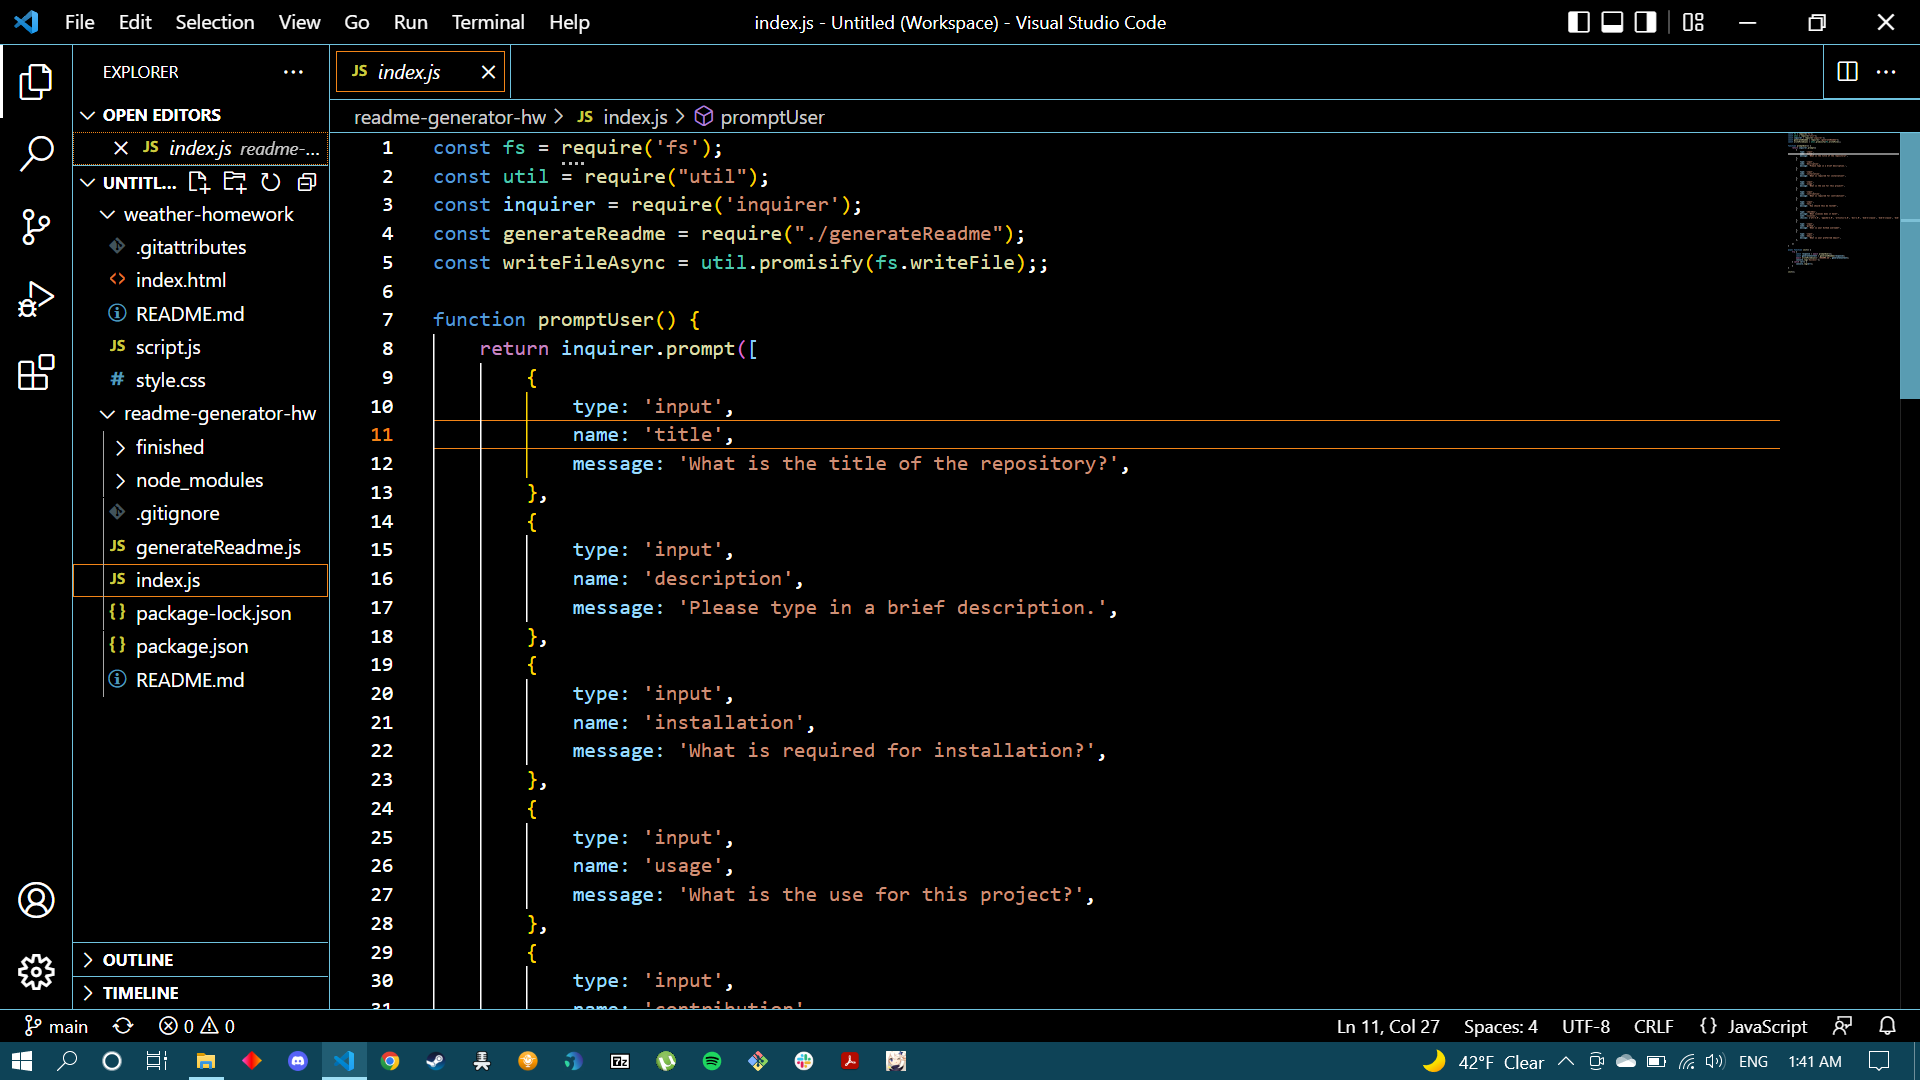 File Edit Selection View Go Run Terminal Help
index.js - Untitled (Workspace) - Visual Studio Code
EXPLORER
OPEN EDITORS
JS index.js readme-...
UNTITL...
weather-homework
.gitattributes
<> index.html
README.md
JS script.js
# style.css
readme-generator-hw
finished
node_modules
.gitignore
JS generateReadme.js
JS index.js
{} package-lock.json
{} package.json
README.md
OUTLINE
TIMELINE
JS index.js
readme-generator-hw > JS index.js > promptUser
1 const fs = require('fs');
2 const util = require("util");
3 const inquirer = require('inquirer');
4 const generateReadme = require("./generateReadme");
5 const writeFileAsync = util.promisify(fs.writeFile);;
6
7 function promptUser() {
8 return inquirer.prompt([
9 {
10 type: 'input',
11 name: 'title',
12 message: 'What is the title of the repository?',
13 },
14 {
15 type: 'input',
16 name: 'description',
17 message: 'Please type in a brief description.',
18 },
19 {
20 type: 'input',
21 name: 'installation',
22 message: 'What is required for installation?',
23 },
24 {
25 type: 'input',
26 name: 'usage',
27 message: 'What is the use for this project?',
28 },
29 {
30 type: 'input',
31 name: 'contribution'
main 0 0
Ln 11, Col 27 Spaces: 4 UTF-8 CRLF {} JavaScript
7z
42°F Clear ENG 1:41 AM